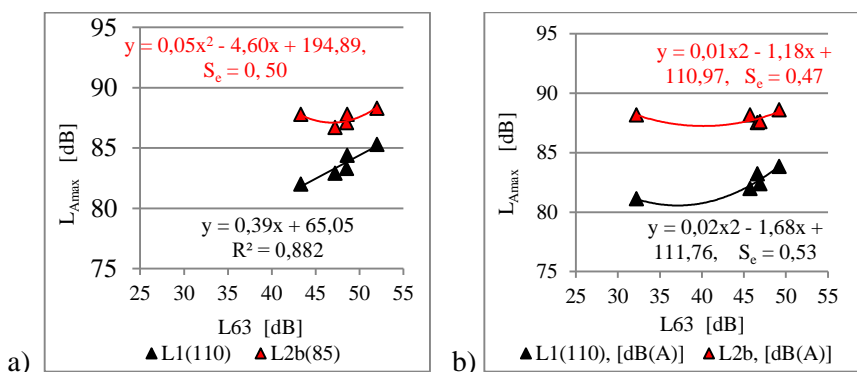 y = 0,05x² - 4,60x + 194,89,
Sₑ = 0, 50
95
90
85
80
75
L_Amax [dB]
y = 0,39x + 65,05
R² = 0,882
25 30 35 40 45 50 55
L63 [dB]
L1(110) L2b(85)
a)
y = 0,01x2 - 1,18x +
110,97, Sₑ = 0,47
95
90
85
80
75
L_Amax [dB]
y = 0,02x2 - 1,68x +
111,76, Sₑ = 0,53
25 30 35 40 45 50 55
L63 [dB]
L1(110), [dB(A)] L2b, [dB(A)]
b)